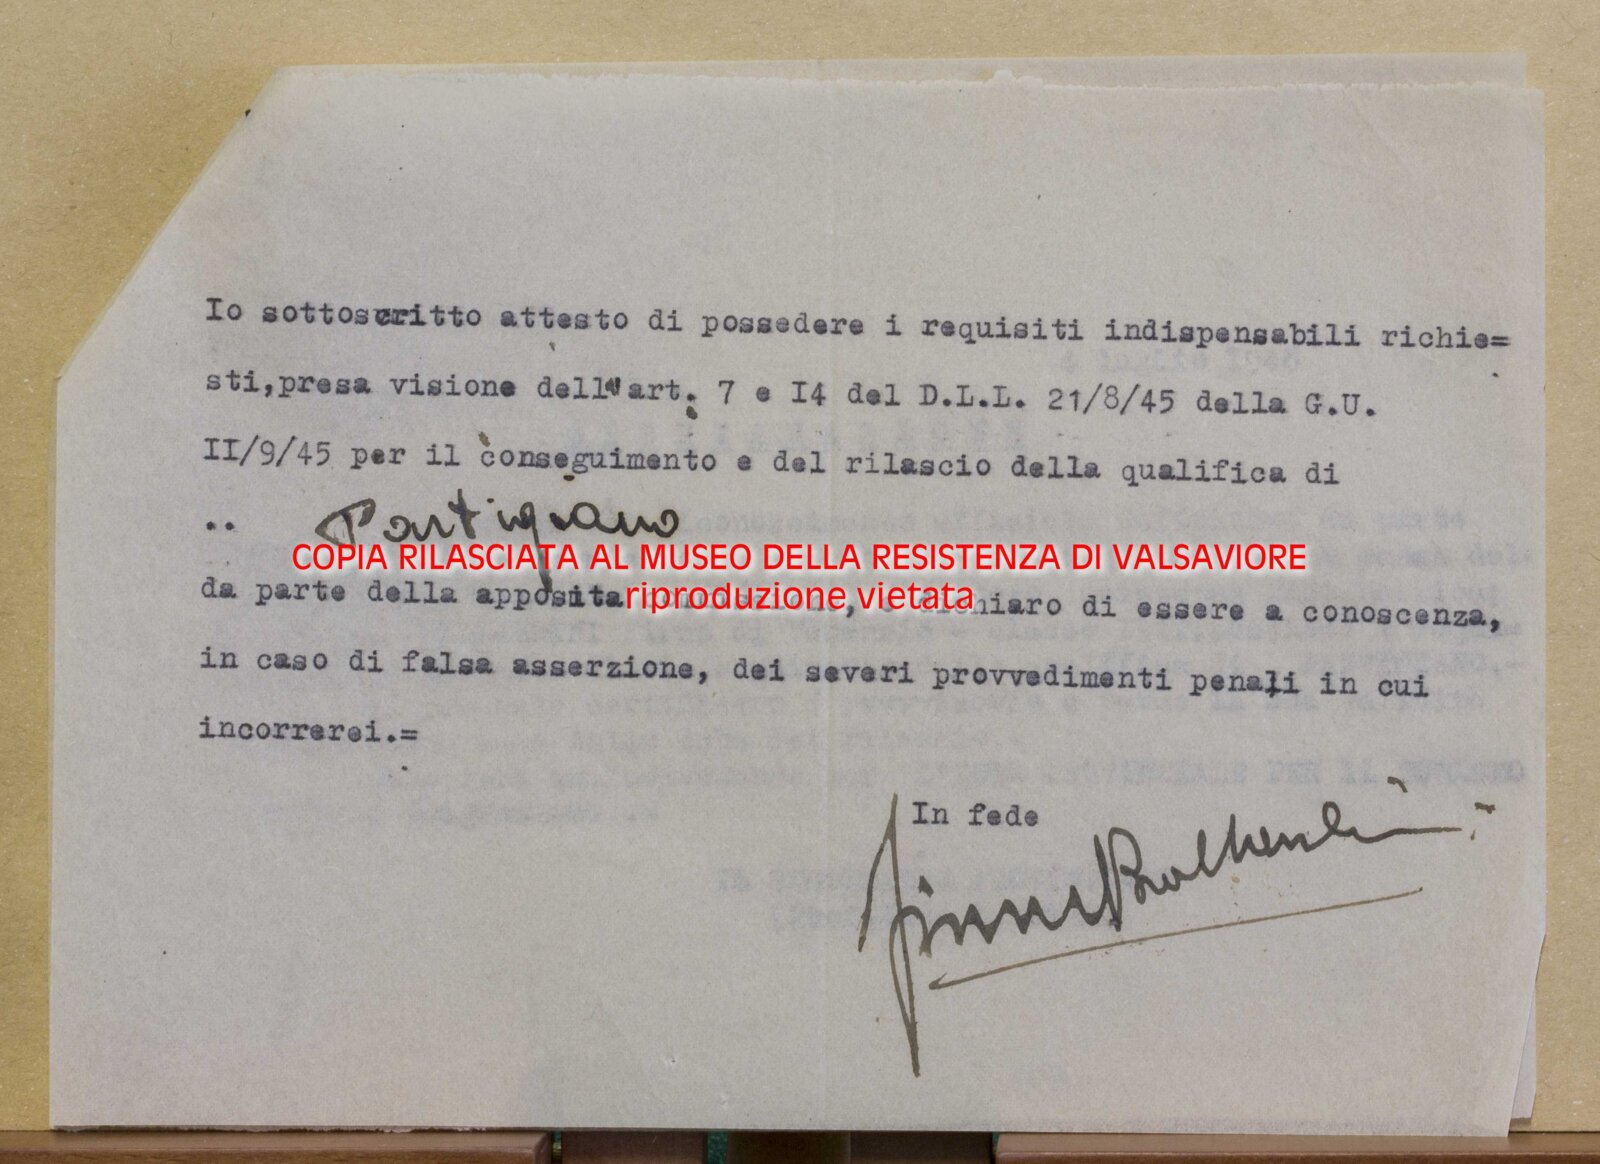 Io sottoscritto attesto di possedere i requisiti indispensabili richie=
sti,presa visione dell'art. 7 e I4 del D.L.L. 21/8/45 della G.U.
II/9/45 per il conseguimento e del rilascio della qualifica di
.. Partigiano
COPIA RILASCIATA AL MUSEO DELLA RESISTENZA DI VALSAVIORE
riproduzione vietata
da parte della apposita commissione, e dichiaro di essere a conoscenza,
in caso di falsa asserzione, dei severi provvedimenti penali in cui
incorrerei.=
In fede